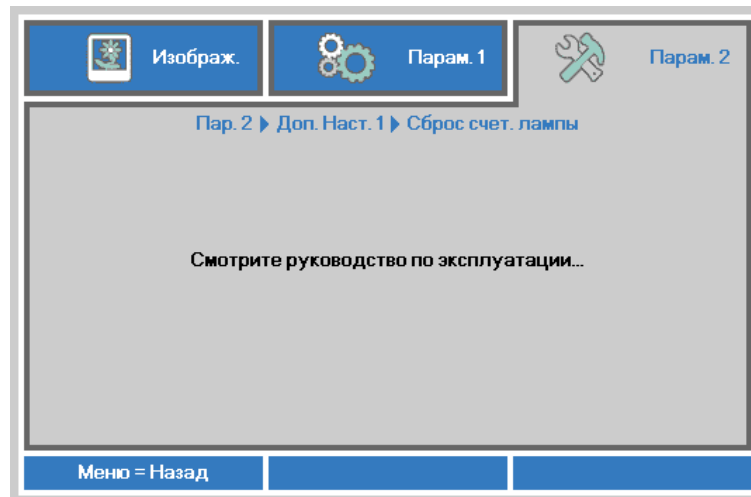 Изображ. Парам. 1 Парам. 2
Пар. 2 Доп. Наст. 1 Сброс счет. лампы
Смотрите руководство по эксплуатации...
Меню = Назад